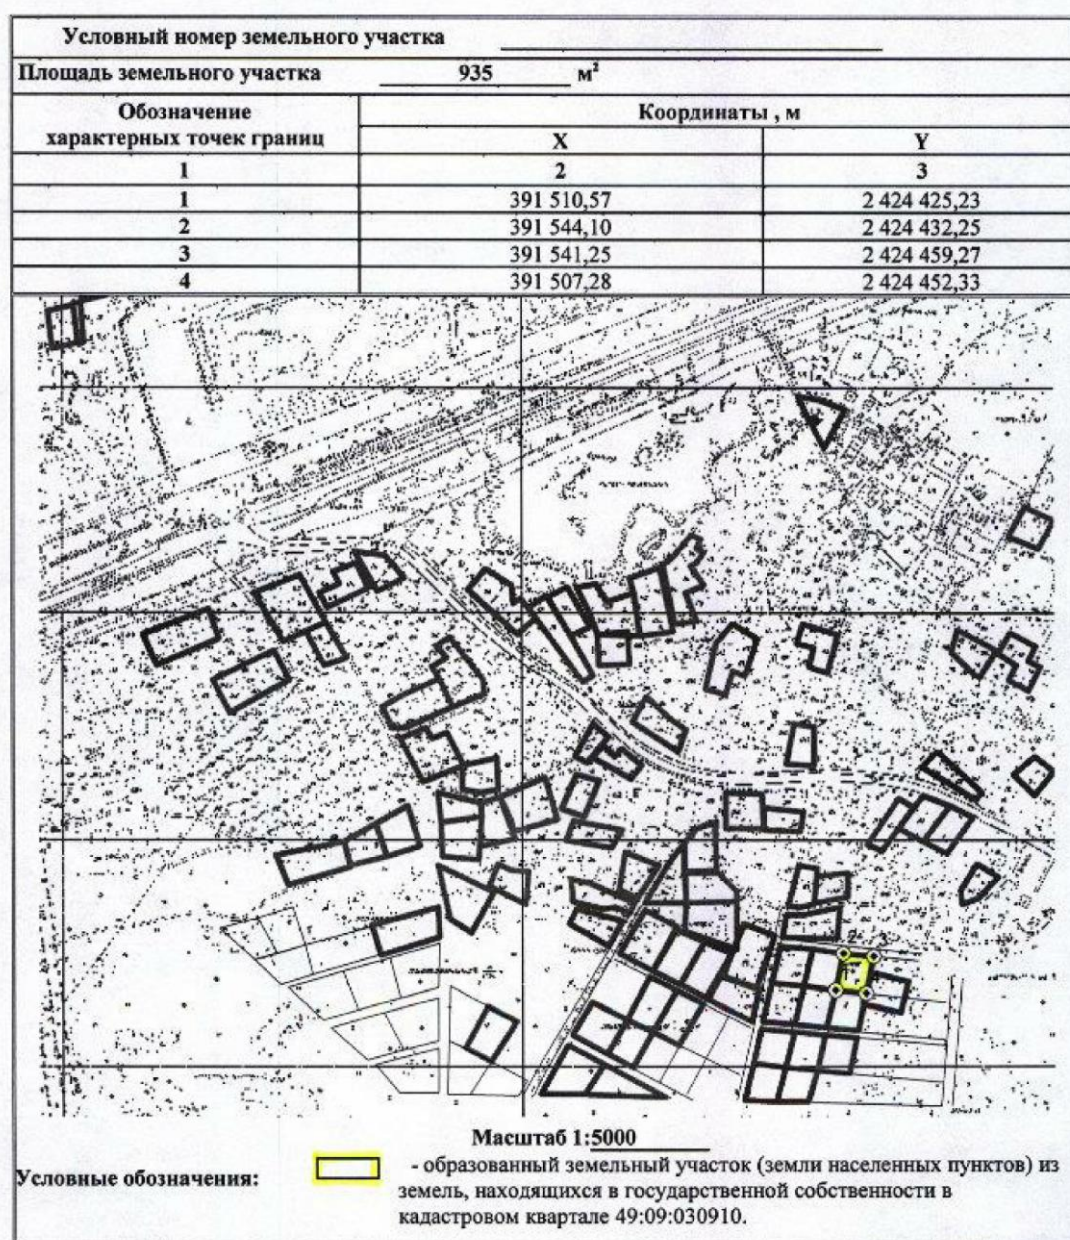 Условный номер земельного участка
Площадь земельного участка 935 м²
Обозначение характерных точек границ
Координаты , м
X Y
1 2 3
1 391 510,57 2 424 425,23
2 391 544,10 2 424 432,25
3 391 541,25 2 424 459,27
4 391 507,28 2 424 452,33
Масштаб 1:5000
Условные обозначения:
- образованный земельный участок (земли населенных пунктов) из
земель, находящихся в государственной собственности в
кадастровом квартале 49:09:030910.